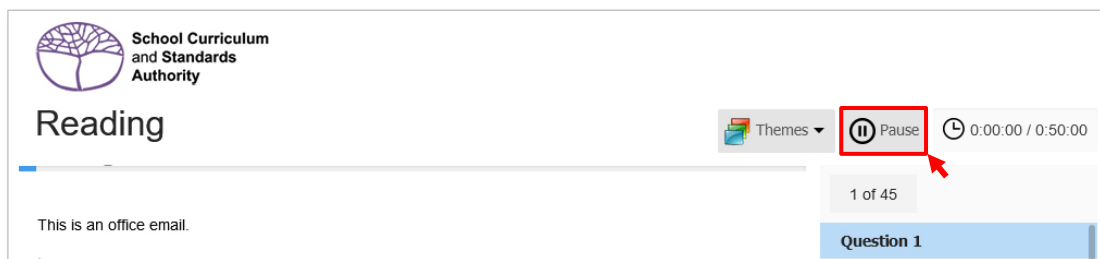 School Curriculum
and Standards
Authority
Reading
Themes
Pause
0:00:00 / 0:50:00
1 of 45
This is an office email.
Question 1